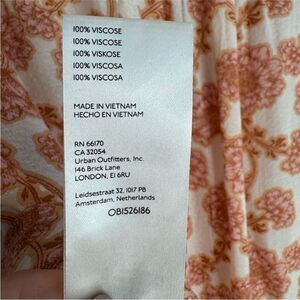 100% VISCOSE
100% VISCOSE
100% VISKOSE
100% VISCOSA
100% VISCOSA
MADE IN VIETNAM
HECHO EN VIETNAM
RN 66170
CA 32054
Urban Outfitters, Inc.
146 Brick Lane
LONDON, E1 6RU
Leidsestraat 32, 1017 PB
Amsterdam, Netherlands
OB1526186